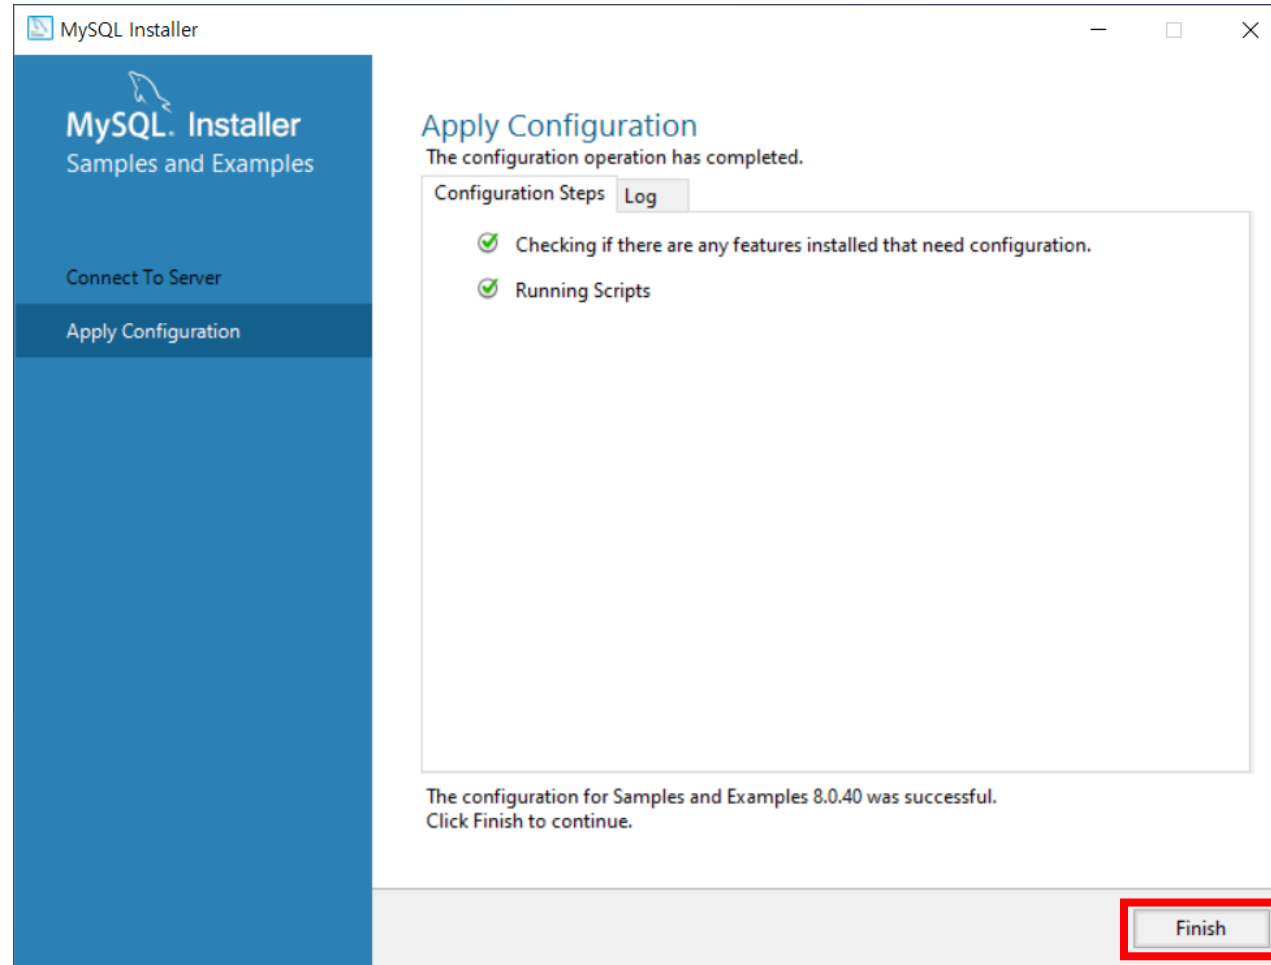 MySQL Installer
MySQL. Installer
Samples and Examples
Connect To Server
Apply Configuration
Apply Configuration
The configuration operation has completed.
Configuration Steps
Log
Checking if there are any features installed that need configuration.
Running Scripts
The configuration for Samples and Examples 8.0.40 was successful.
Click Finish to continue.
Finish